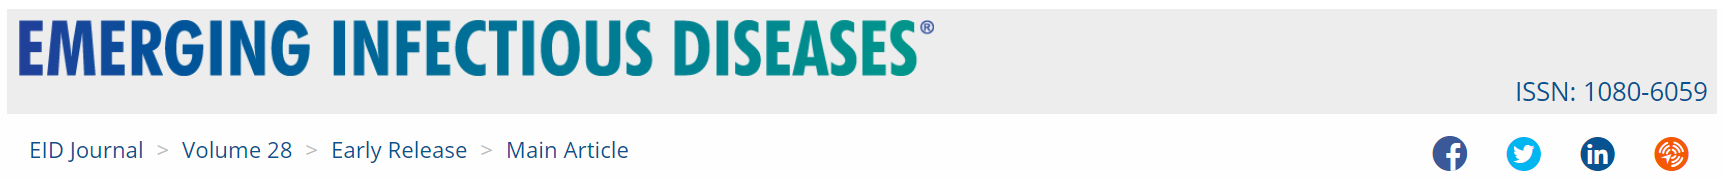 EMERGING INFECTIOUS DISEASES®
ISSN: 1080-6059
EID Journal > Volume 28 > Early Release > Main Article